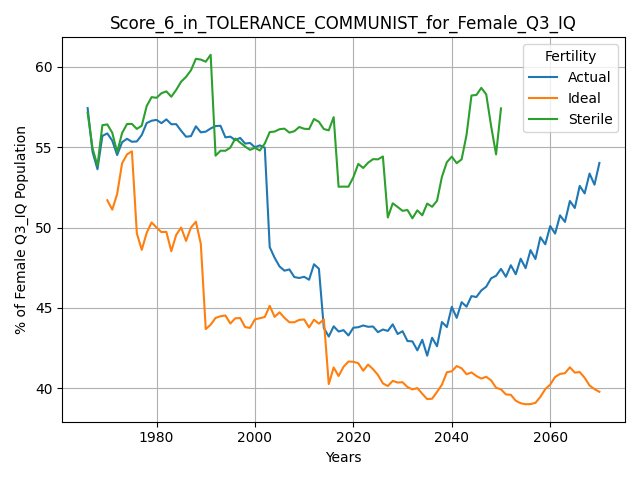 Score_6_in_TOLERANCE_COMMUNIST_for_Female_Q3_IQ
Fertility
Actual
Ideal
Sterile
% of Female Q3_IQ Population
60
55
50
45
40
1980 2000 2020 2040 2060
Years